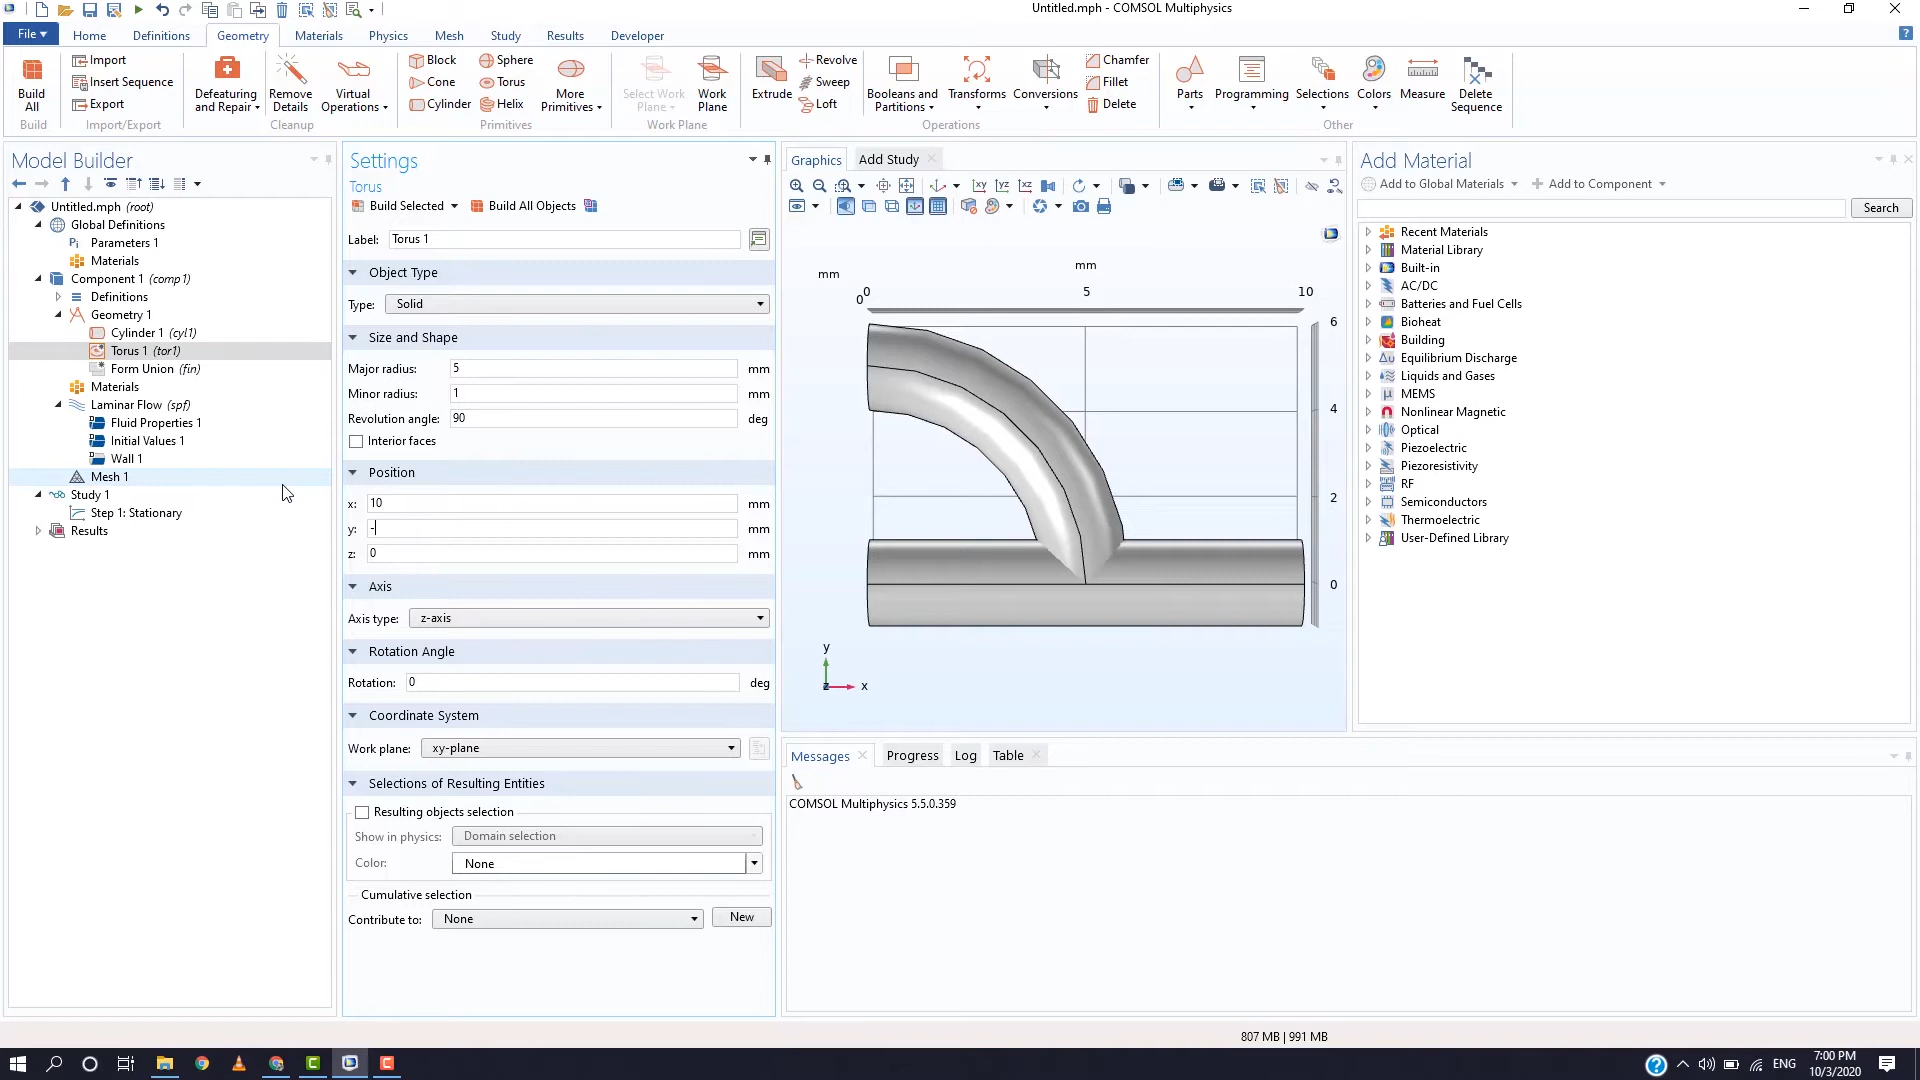 Untitled.mph - COMSOL Multiphysics
File Home Definitions Geometry Materials Physics Mesh Study Results Developer
Build All
Build
Import
Insert Sequence
Export
Import/Export
Defeaturing and Repair
Remove Details
Virtual Operations
Cleanup
Block
Cone
Cylinder
Sphere
Torus
Helix
More Primitives
Primitives
Select Work Plane
Work Plane
Work Plane
Extrude
Revolve
Sweep
Loft
Booleans and Partitions
Transforms
Conversions
Chamfer
Fillet
Delete
Operations
Parts
Programming
Selections
Colors
Measure
Delete Sequence
Other
Model Builder
Untitled.mph (root)
Global Definitions
Pi Parameters 1
Materials
Component 1 (comp1)
Definitions
Geometry 1
Cylinder 1 (cyl1)
Torus 1 (tor1)
Form Union (fin)
Materials
Laminar Flow (spf)
Fluid Properties 1
Initial Values 1
Wall 1
Mesh 1
Study 1
Step 1: Stationary
Results
Settings
Torus
Build Selected Build All Objects
Label: Torus 1
Object Type
Type: Solid
Size and Shape
Major radius: 5 mm
Minor radius: 1 mm
Revolution angle: 90 deg
Interior faces
Position
x: 10 mm
y: - mm
z: 0 mm
Axis
Axis type: z-axis
Rotation Angle
Rotation: 0 deg
Coordinate System
Work plane: xy-plane
Selections of Resulting Entities
Resulting objects selection
Show in physics: Domain selection
Color: None
Cumulative selection
Contribute to: None New
Graphics Add Study
xy yz xz
mm
mm
0 0 5 10
6
4
2
0
y
z x
Messages Progress Log Table
COMSOL Multiphysics 5.5.0.359
Add Material
Add to Global Materials Add to Component
Search
Recent Materials
Material Library
Built-in
AC/DC
Batteries and Fuel Cells
Bioheat
Building
Equilibrium Discharge
Liquids and Gases
MEMS
Nonlinear Magnetic
Optical
Piezoelectric
Piezoresistivity
RF
Semiconductors
Thermoelectric
User-Defined Library
807 MB | 991 MB
ENG
7:00 PM
10/3/2020